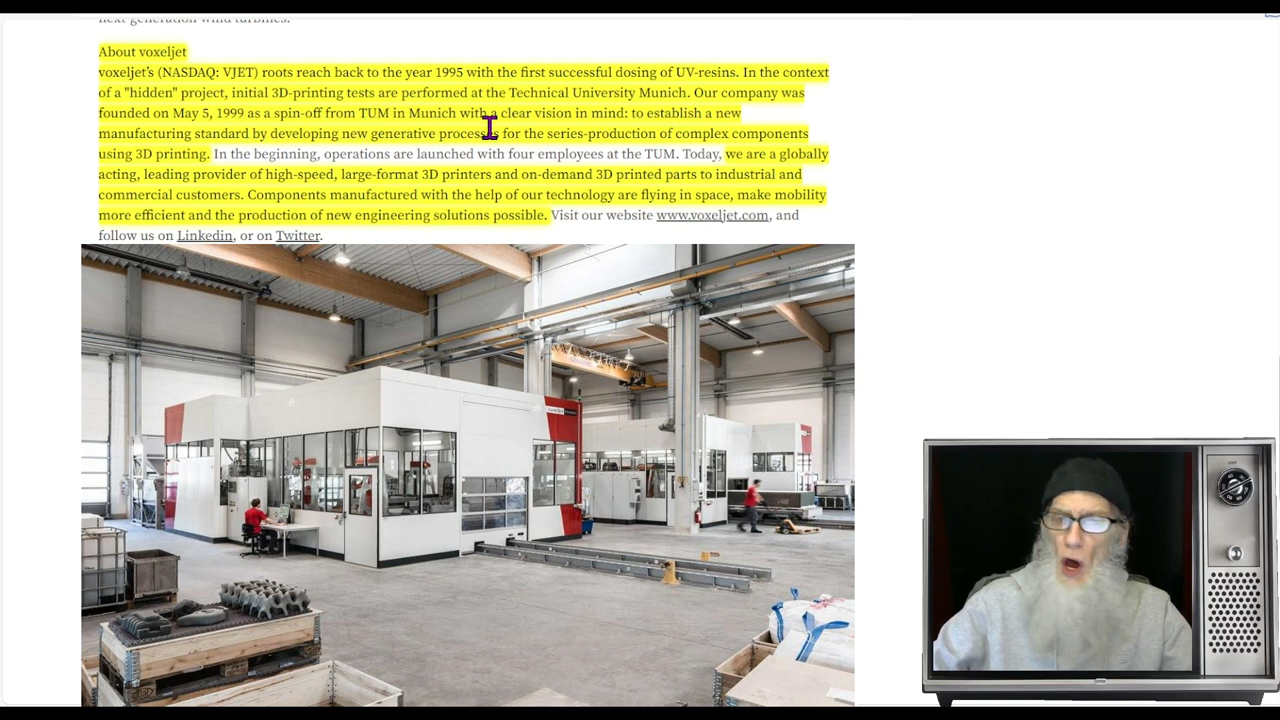 About voxeljet
voxeljet's (NASDAQ: VJET) roots reach back to the year 1995 with the first successful dosing of UV-resins. In the context
of a "hidden" project, initial 3D-printing tests are performed at the Technical University Munich. Our company was
founded on May 5, 1999 as a spin-off from TUM in Munich with a clear vision in mind: to establish a new
manufacturing standard by developing new generative processes for the series-production of complex components
using 3D printing. In the beginning, operations are launched with four employees at the TUM. Today, we are a globally
acting, leading provider of high-speed, large-format 3D printers and on-demand 3D printed parts to industrial and
commercial customers. Components manufactured with the help of our technology are flying in space, make mobility
more efficient and the production of new engineering solutions possible. Visit our website www.voxeljet.com, and
follow us on Linkedin, or on Twitter.